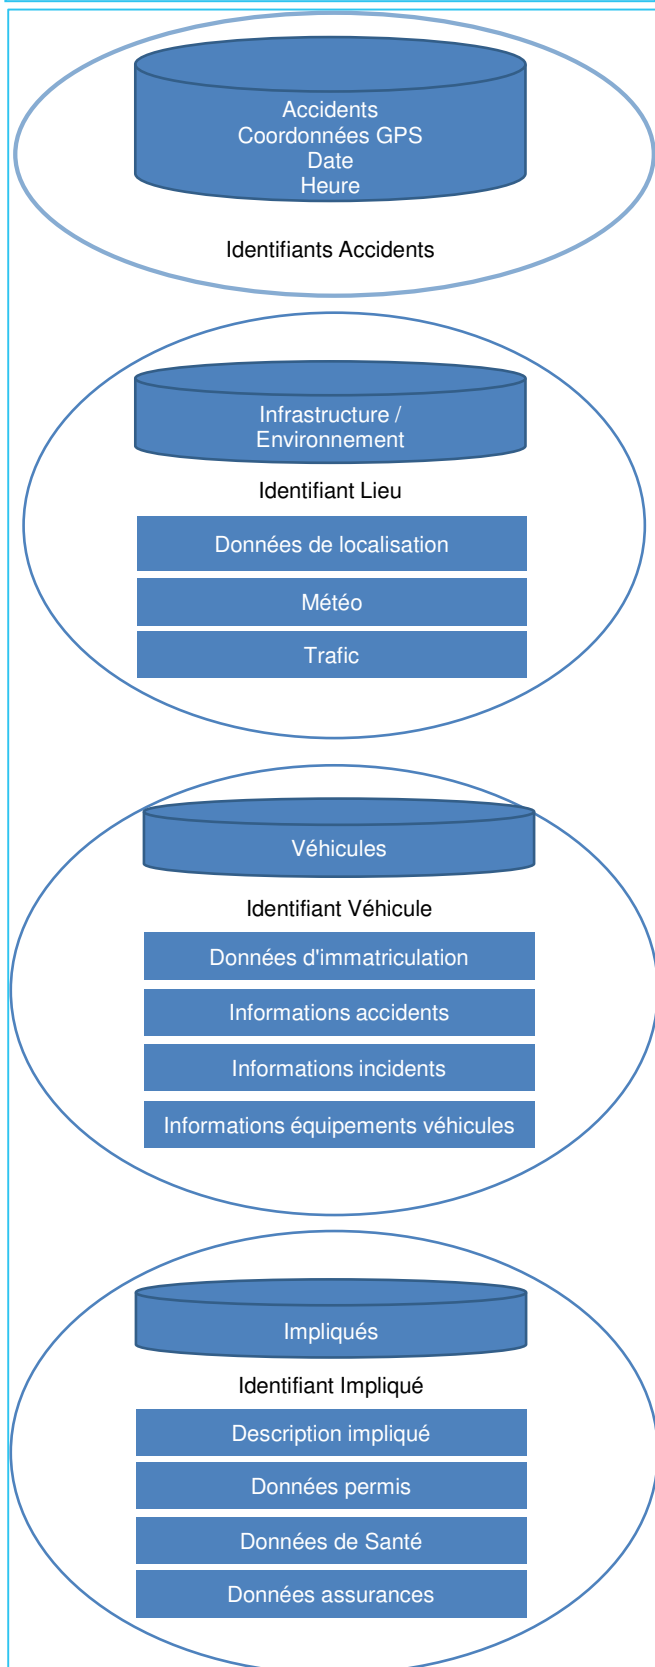 Accidents
Coordonnées GPS
Date
Heure
Identifiants Accidents
Infrastructure /
Environnement
Identifiant Lieu
Données de localisation
Météo
Trafic
Véhicules
Identifiant Véhicule
Données d'immatriculation
Informations accidents
Informations incidents
Informations équipements véhicules
Impliqués
Identifiant Impliqué
Description impliqué
Données permis
Données de Santé
Données assurances